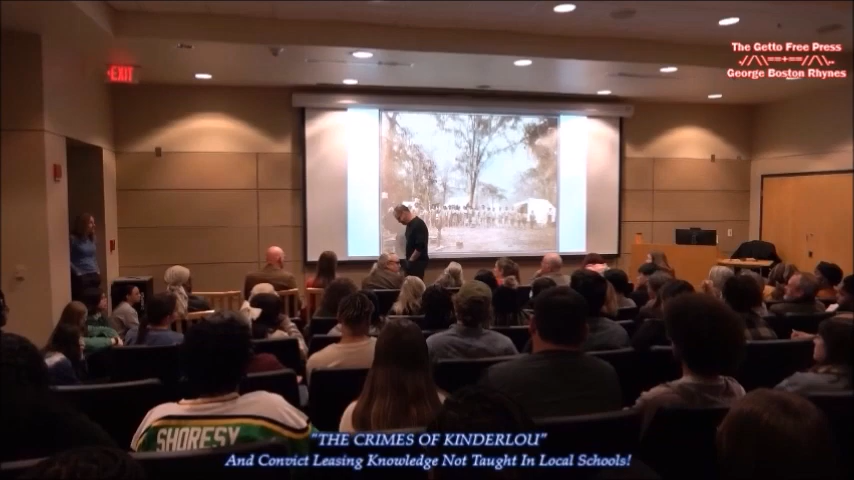 The Getto Free Press
_/\/\==+==/\/\_
George Boston Rhynes
EXIT
SHORESY
"THE CRIMES OF KINDERLOU"
And Convict Leasing Knowledge Not Taught In Local Schools!